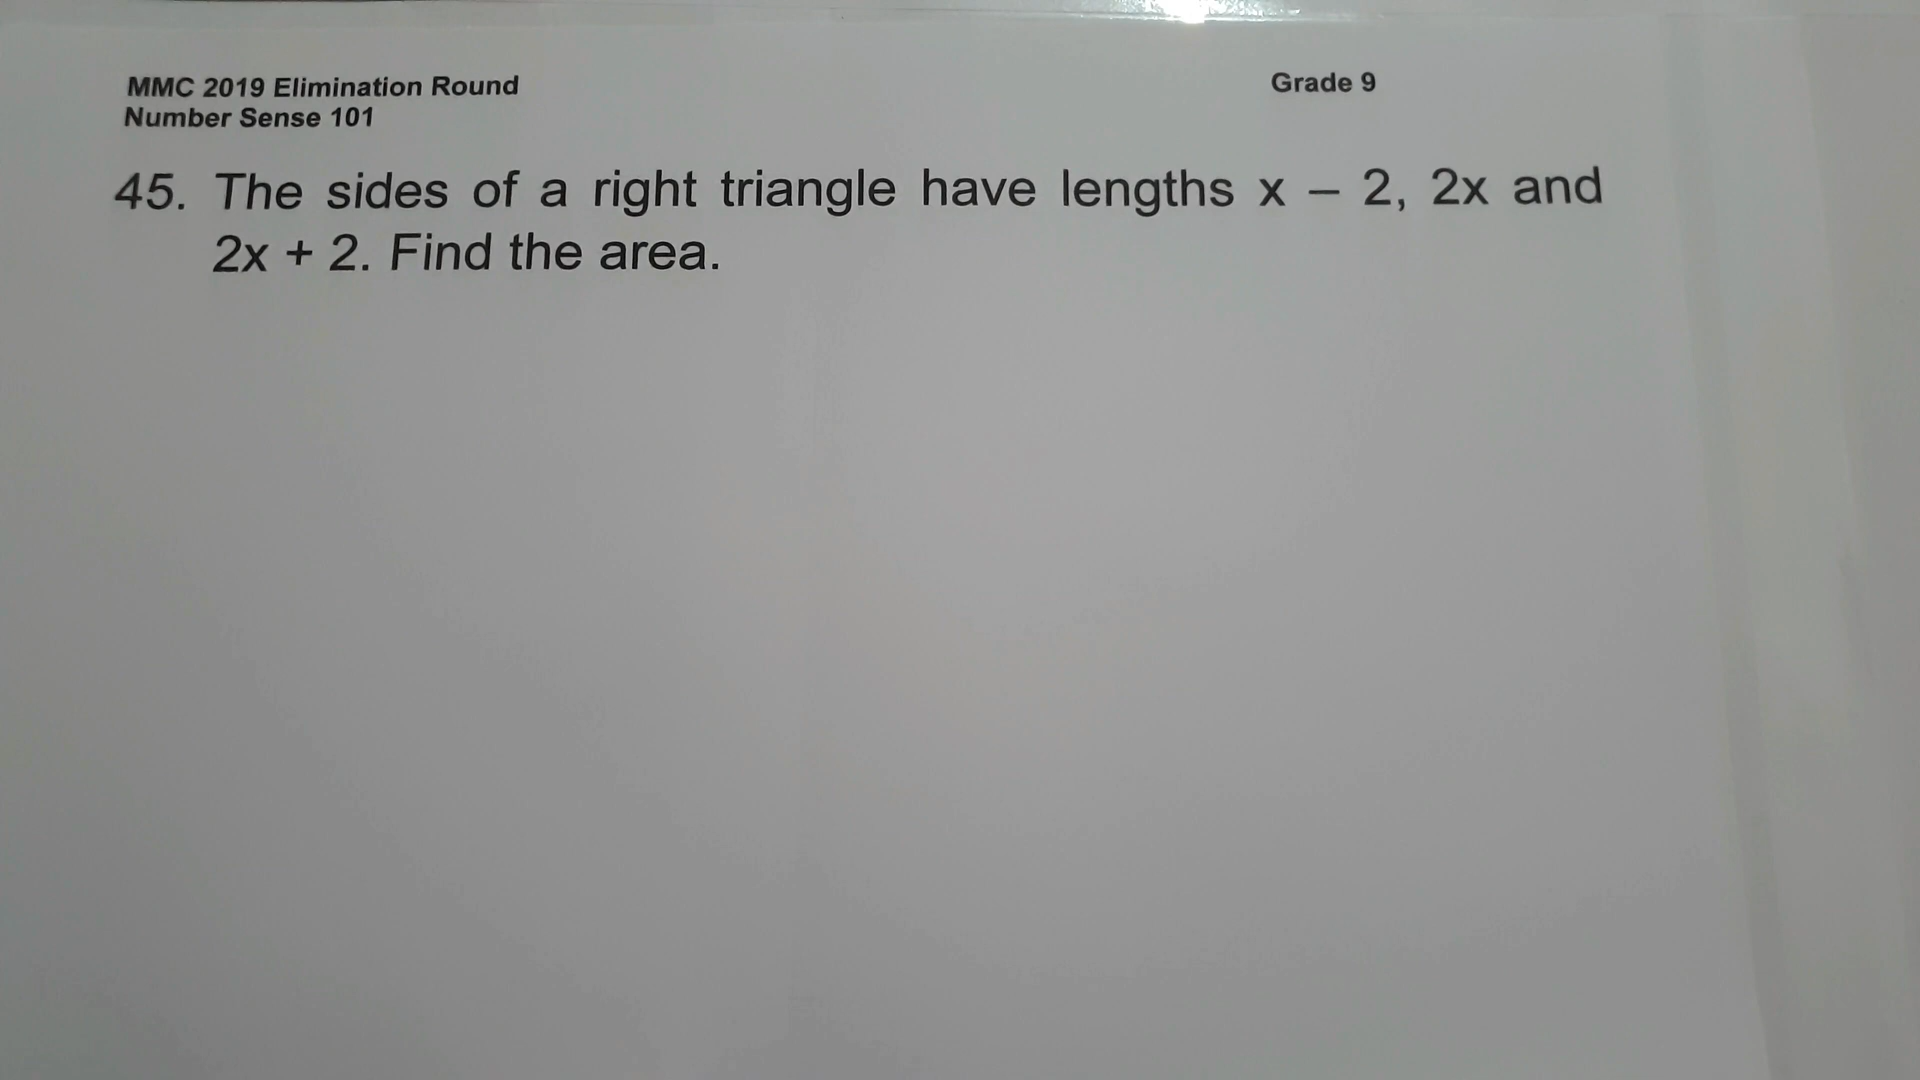 MMC 2019 Elimination Round
Grade 9
Number Sense 101
45. The sides of a right triangle have lengths x – 2, 2x and
2x + 2. Find the area.